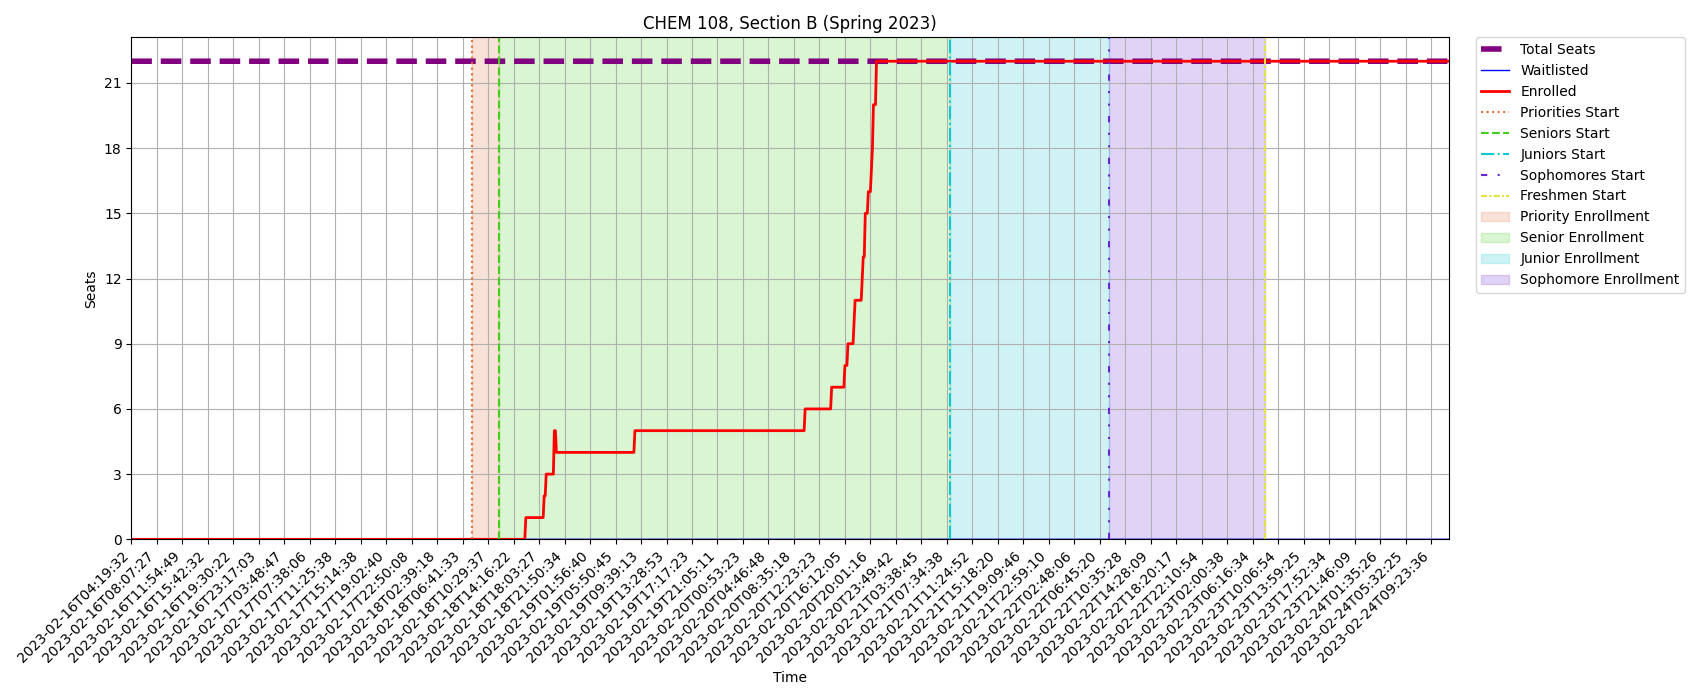 CHEM 108, Section B (Spring 2023)
Total Seats
Waitlisted
Enrolled
Priorities Start
Seniors Start
Juniors Start
Sophomores Start
Freshmen Start
Priority Enrollment
Senior Enrollment
Junior Enrollment
Sophomore Enrollment
Seats
21
18
15
12
9
6
3
0
2023-02-16T04:19:32
2023-02-16T08:07:27
2023-02-16T11:54:49
2023-02-16T15:42:32
2023-02-16T19:30:22
2023-02-16T23:17:03
2023-02-17T03:48:47
2023-02-17T07:38:06
2023-02-17T11:25:38
2023-02-17T15:14:38
2023-02-17T19:02:40
2023-02-17T22:50:08
2023-02-18T02:39:18
2023-02-18T06:41:33
2023-02-18T10:29:37
2023-02-18T14:16:22
2023-02-18T18:03:27
2023-02-18T21:50:34
2023-02-19T01:56:40
2023-02-19T05:50:45
2023-02-19T09:39:13
2023-02-19T13:28:53
2023-02-19T17:17:23
2023-02-19T21:05:11
2023-02-20T00:53:23
2023-02-20T04:46:48
2023-02-20T08:35:18
2023-02-20T12:23:23
2023-02-20T16:12:05
2023-02-20T20:01:16
2023-02-20T23:49:42
2023-02-21T03:38:45
2023-02-21T07:34:38
2023-02-21T11:24:52
2023-02-21T15:18:20
2023-02-21T19:09:46
2023-02-21T22:59:10
2023-02-22T02:48:06
2023-02-22T06:45:20
2023-02-22T10:35:28
2023-02-22T14:28:09
2023-02-22T18:20:17
2023-02-22T22:10:54
2023-02-23T02:00:38
2023-02-23T06:16:34
2023-02-23T10:06:54
2023-02-23T13:59:25
2023-02-23T17:52:34
2023-02-23T21:46:09
2023-02-24T01:35:26
2023-02-24T05:32:25
2023-02-24T09:23:36
Time